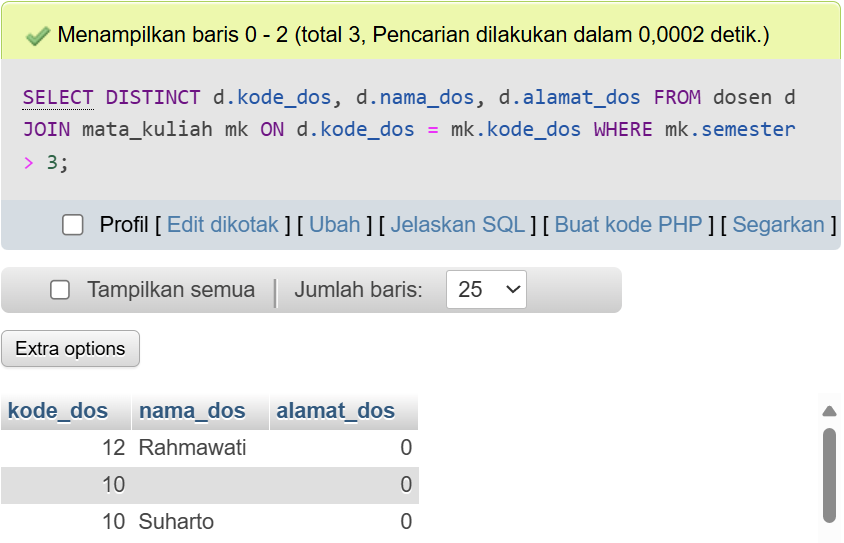 Menampilkan baris 0 - 2 (total 3, Pencarian dilakukan dalam 0,0002 detik.)
SELECT DISTINCT d.kode_dos, d.nama_dos, d.alamat_dos FROM dosen d
JOIN mata_kuliah mk ON d.kode_dos = mk.kode_dos WHERE mk.semester
> 3;
Profil [ Edit dikotak ] [ Ubah ] [ Jelaskan SQL ] [ Buat kode PHP ] [ Segarkan ]
Tampilkan semua | Jumlah baris: 25
Extra options
kode_dos nama_dos alamat_dos
12 Rahmawati 0
10 0
10 Suharto 0